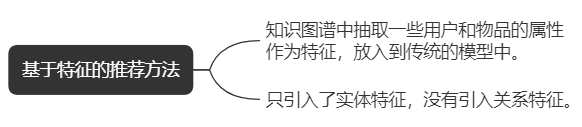 基于特征的推荐方法
知识图谱中抽取一些用户和物品的属性
作为特征，放入到传统的模型中。
只引入了实体特征，没有引入关系特征。